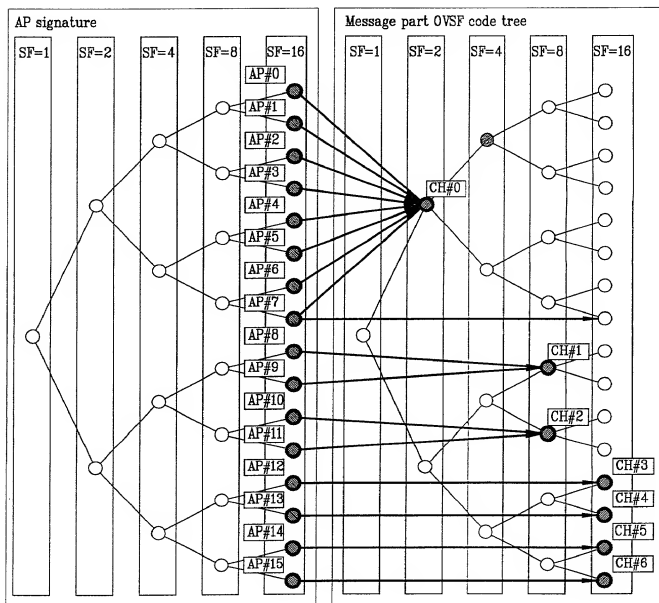 AP signature
SF=1
SF=2
SF=4
SF=8
SF=16
AP#0
AP#1
AP#2
AP#3
AP#4
AP#5
AP#6
AP#7
AP#8
AP#9
AP#10
AP#11
AP#12
AP#13
AP#14
AP#15
Message part OVSF code tree
SF=1
SF=2
SF=4
SF=8
SF=16
CH#0
CH#1
CH#2
CH#3
CH#4
CH#5
CH#6